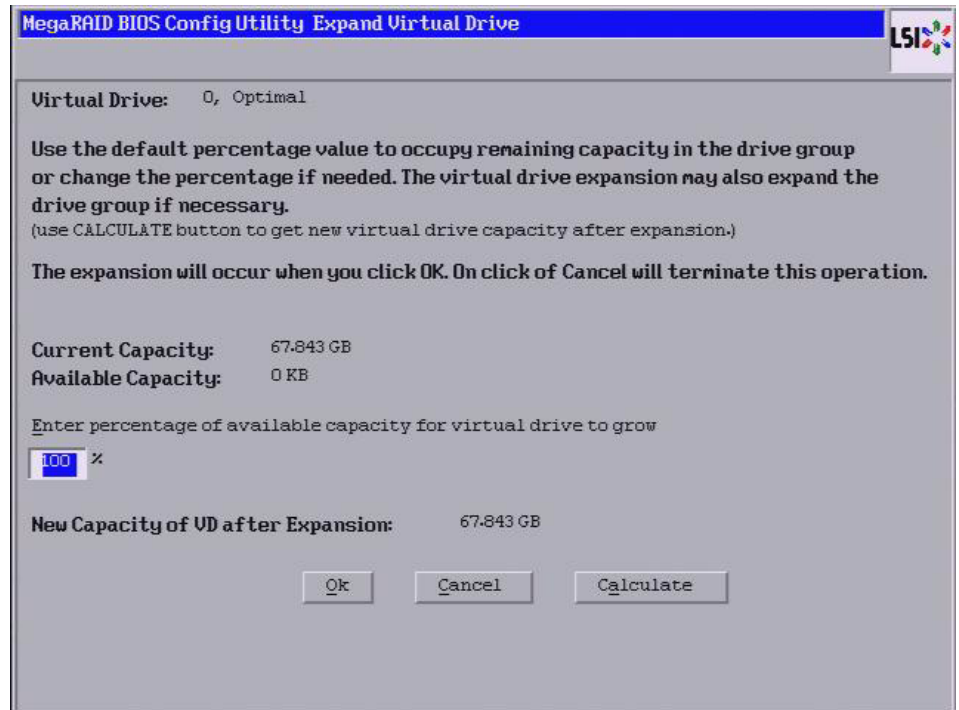 MegaRAID BIOS Config Utility Expand Virtual Drive
LSI
Virtual Drive: 0, Optimal
Use the default percentage value to occupy remaining capacity in the drive group
or change the percentage if needed. The virtual drive expansion may also expand the
drive group if necessary.
(use CALCULATE button to get new virtual drive capacity after expansion.)
The expansion will occur when you click OK. On click of Cancel will terminate this operation.
Current Capacity: 67.843 GB
Available Capacity: 0 KB
Enter percentage of available capacity for virtual drive to grow
100 %
New Capacity of VD after Expansion: 67.843 GB
Ok Cancel Calculate